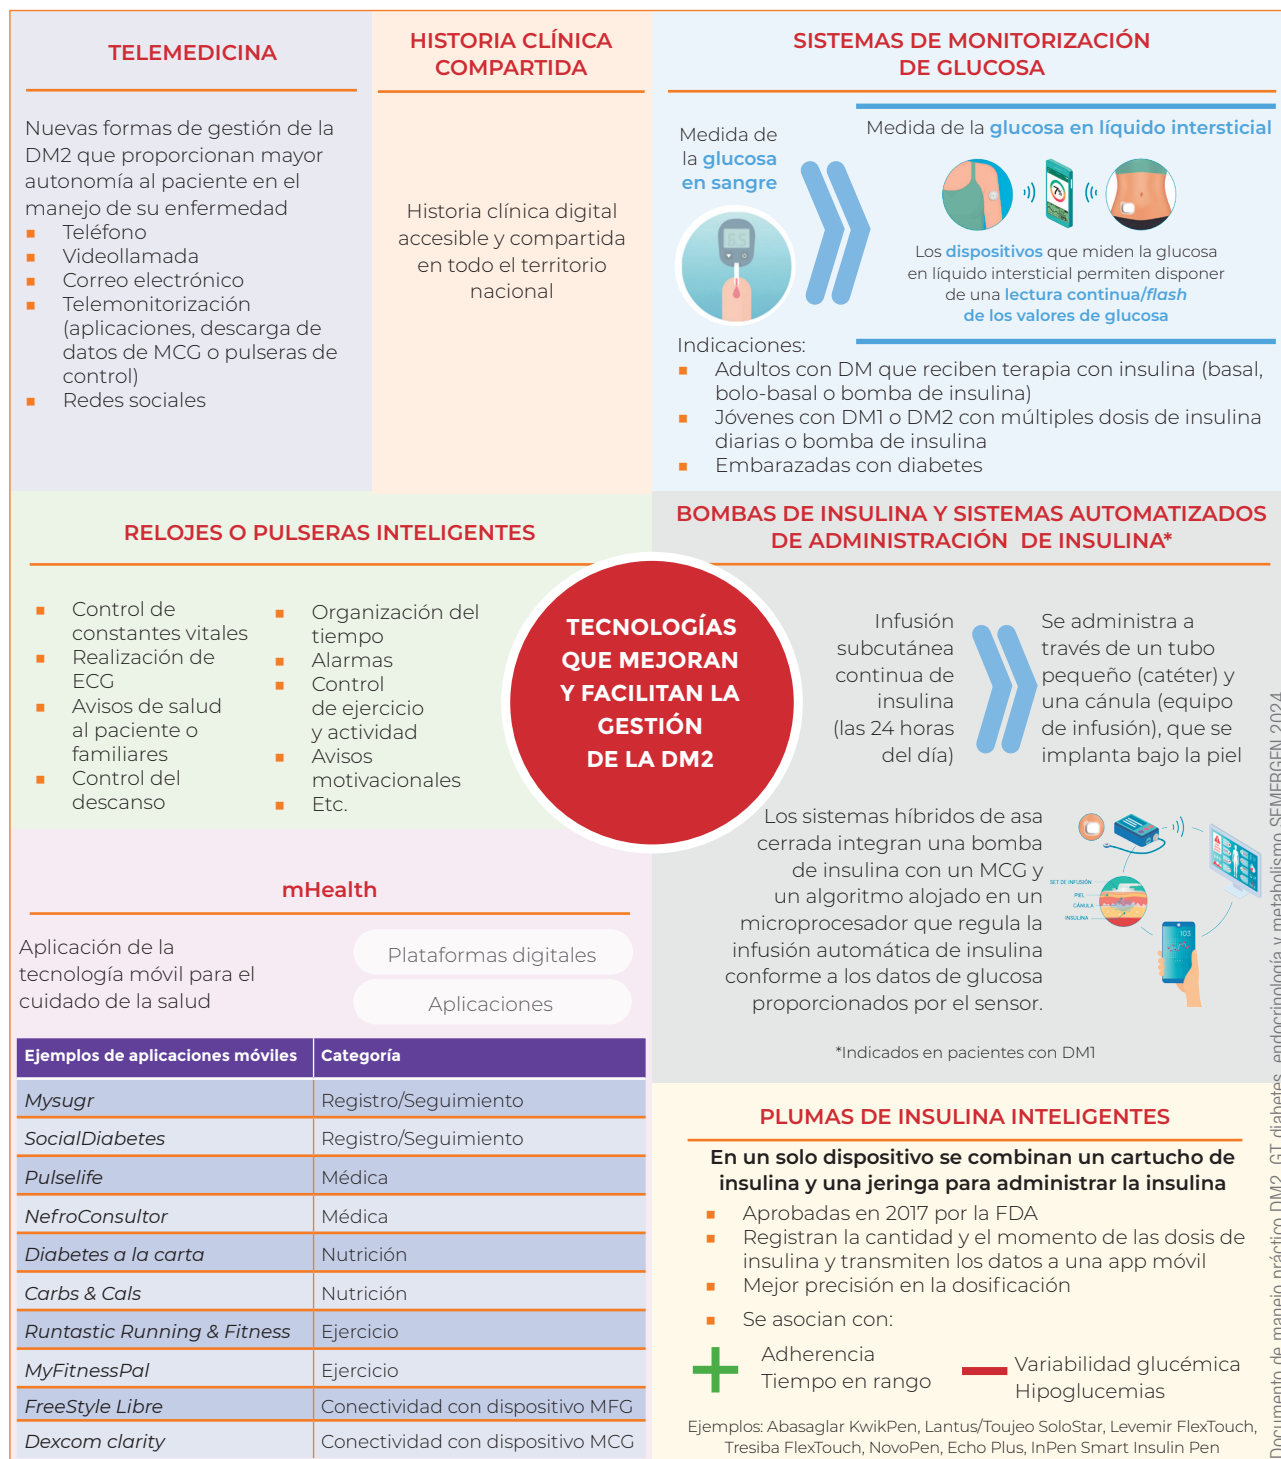 TELEMEDICINA
Nuevas formas de gestión de la
DM2 que proporcionan mayor
autonomía al paciente en el
manejo de su enfermedad
■ Teléfono
■ Videollamada
■ Correo electrónico
■ Telemonitorización
(aplicaciones, descarga de
datos de MCG o pulseras de
control)
■ Redes sociales
HISTORIA CLÍNICA
COMPARTIDA
Historia clínica digital
accesible y compartida
en todo el territorio
nacional
SISTEMAS DE MONITORIZACIÓN
DE GLUCOSA
Medida de
la glucosa
en sangre
Medida de la glucosa en líquido intersticial
Los dispositivos que miden la glucosa
en líquido intersticial permiten disponer
de una lectura continua/flash
de los valores de glucosa
Indicaciones:
■ Adultos con DM que reciben terapia con insulina (basal,
bolo-basal o bomba de insulina)
■ Jóvenes con DM1 o DM2 con múltiples dosis de insulina
diarias o bomba de insulina
■ Embarazadas con diabetes
RELOJES O PULSERAS INTELIGENTES
■ Control de
constantes vitales
■ Realización de
ECG
■ Avisos de salud
al paciente o
familiares
■ Control del
descanso
■ Organización del
tiempo
■ Alarmas
■ Control
de ejercicio
y actividad
■ Avisos
motivacionales
■ Etc.
TECNOLOGÍAS
QUE MEJORAN
Y FACILITAN LA
GESTIÓN
DE LA DM2
BOMBAS DE INSULINA Y SISTEMAS AUTOMATIZADOS
DE ADMINISTRACIÓN DE INSULINA*
Infusión
subcutánea
continua de
insulina
(las 24 horas
del día)
Se administra a
través de un tubo
pequeño (catéter) y
una cánula (equipo
de infusión), que se
implanta bajo la piel
Los sistemas híbridos de asa
cerrada integran una bomba
de insulina con un MCG y
un algoritmo alojado en un
microprocesador que regula la
infusión automática de insulina
conforme a los datos de glucosa
proporcionados por el sensor.
SET DE INFUSIÓN
PIEL
CÁNULA
INSULINA
103
*Indicados en pacientes con DM1
mHealth
Aplicación de la
tecnología móvil para el
cuidado de la salud
Plataformas digitales
Aplicaciones
Ejemplos de aplicaciones móviles Categoría
Mysugr Registro/Seguimiento
SocialDiabetes Registro/Seguimiento
Pulselife Médica
NefroConsultor Médica
Diabetes a la carta Nutrición
Carbs & Cals Nutrición
Runtastic Running & Fitness Ejercicio
MyFitnessPal Ejercicio
FreeStyle Libre Conectividad con dispositivo MFG
Dexcom clarity Conectividad con dispositivo MCG
PLUMAS DE INSULINA INTELIGENTES
En un solo dispositivo se combinan un cartucho de
insulina y una jeringa para administrar la insulina
■ Aprobadas en 2017 por la FDA
■ Registran la cantidad y el momento de las dosis de
insulina y transmiten los datos a una app móvil
■ Mejor precisión en la dosificación
■ Se asocian con:
Adherencia
Tiempo en rango
Variabilidad glucémica
Hipoglucemias
Ejemplos: Abasaglar KwikPen, Lantus/Toujeo SoloStar, Levemir FlexTouch,
Tresiba FlexTouch, NovoPen, Echo Plus, InPen Smart Insulin Pen
Documento de manejo práctico DM2. GT diabetes, endocrinología y metabolismo SEMERGEN 2024